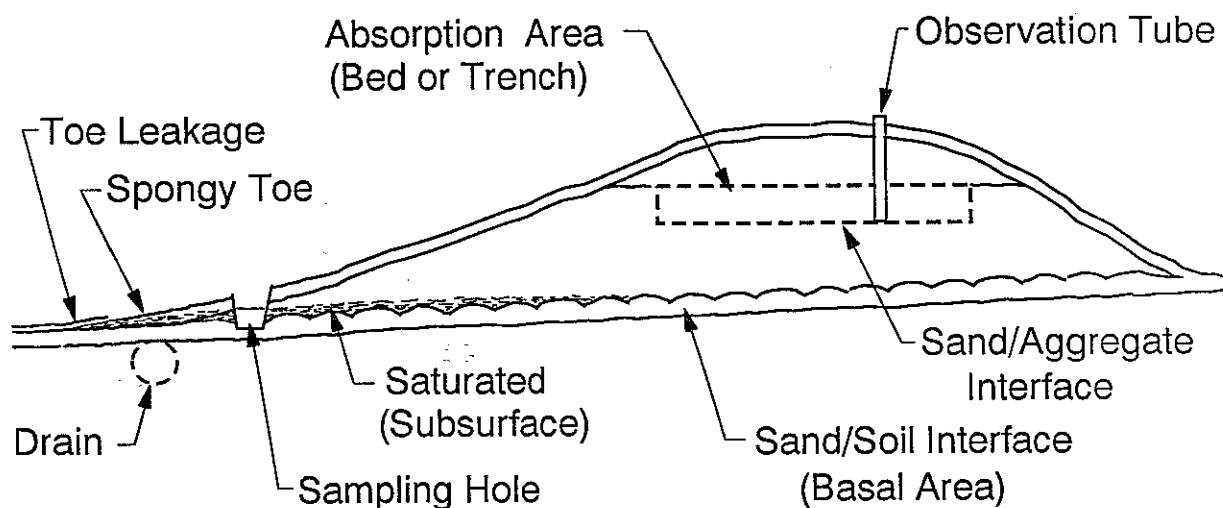 Absorption Area
(Bed or Trench)
Observation Tube
Toe Leakage
Spongy Toe
Sand/Aggregate
Interface
Saturated
(Subsurface)
Drain
Sand/Soil Interface
(Basal Area)
Sampling Hole